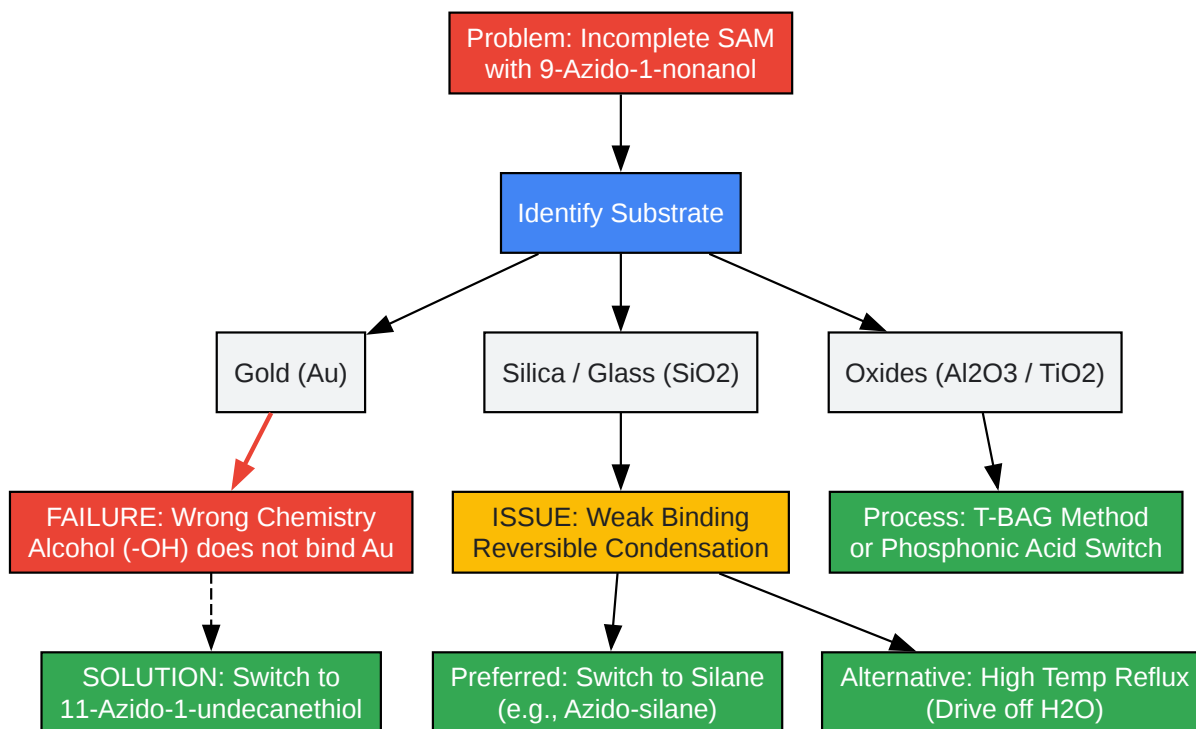 Problem: Incomplete SAM
with 9-Azido-1-nonanol
Identify Substrate
Gold (Au)
Silica / Glass (SiO2)
Oxides (Al2O3 / TiO2)
FAILURE: Wrong Chemistry
Alcohol (-OH) does not bind Au
ISSUE: Weak Binding
Reversible Condensation
Process: T-BAG Method
or Phosphonic Acid Switch
SOLUTION: Switch to
11-Azido-1-undecanethiol
Preferred: Switch to Silane
(e.g., Azido-silane)
Alternative: High Temp Reflux
(Drive off H2O)